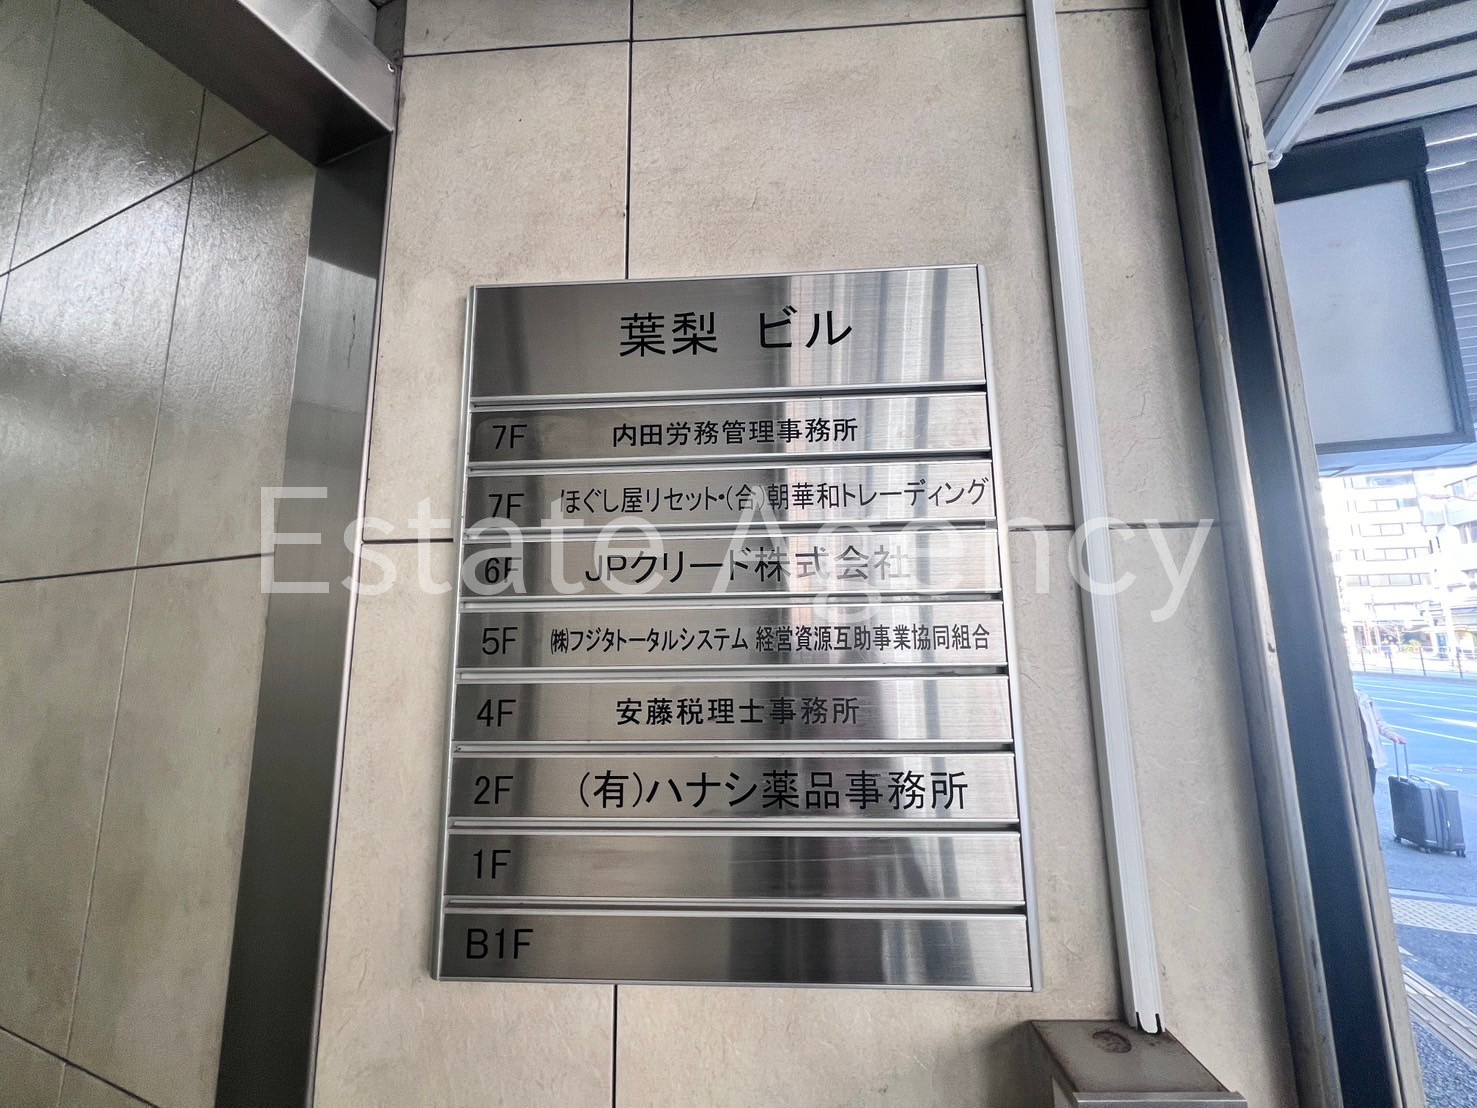 葉梨 ビル
7F 内田労務管理事務所
7F ほぐし屋リセット・(合)朝華和トレーディング
6F JPクリード株式会社
5F ㈱フジタトータルシステム 経営資源互助事業協同組合
4F 安藤税理士事務所
2F (有)ハナシ薬品事務所
1F
B1F
Estate Agency